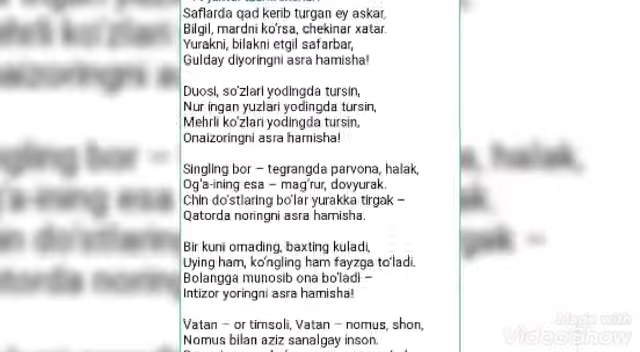 Saflarda qad kerib turgan ey askar,
Bilgil, mardni ko'rsa, chekinar xatar.
Yurakni, bilakni etgil safarbar,
Gulday diyoringni asra hamisha!
Duosi, so'zlari yodingda tursin,
Nur ingan yuzlari yodingda tursin,
Mehrli ko'zlari yodingda tursin,
Onaizoringni asra hamisha!
Singling bor – tegrangda parvona, halak,
Og'a-ining esa – mag'rur, dovyurak.
Chin do'stlaring bo'lar yurakka tirgak –
Qatorda noringni asra hamisha.
Bir kuni omading, baxting kuladi,
Uying ham, ko'ngling ham fayzga to'ladi.
Bolangga munosib ona bo'ladi –
Intizor yoringni asra hamisha!
Vatan – or timsoli, Vatan – nomus, shon,
Nomus bilan aziz sanalgay inson.
Made with
VideoShow